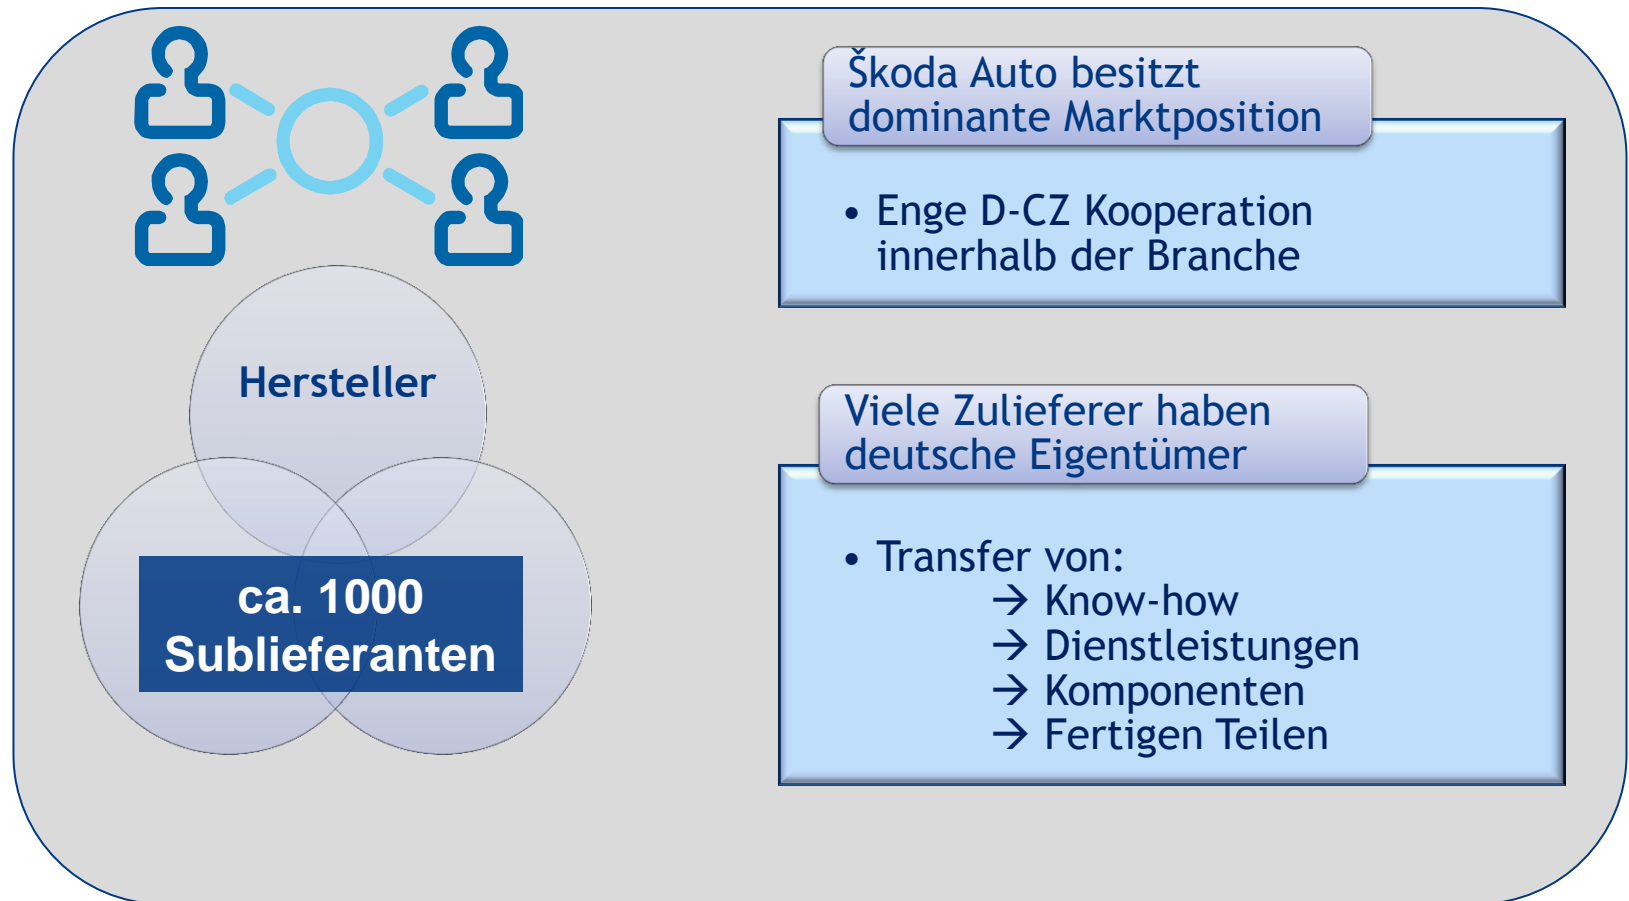 Hersteller
ca. 1000
Sublieferanten
Škoda Auto besitzt
dominante Marktposition
• Enge D-CZ Kooperation
innerhalb der Branche
Viele Zulieferer haben
deutsche Eigentümer
• Transfer von:
→ Know-how
→ Dienstleistungen
→ Komponenten
→ Fertigen Teilen